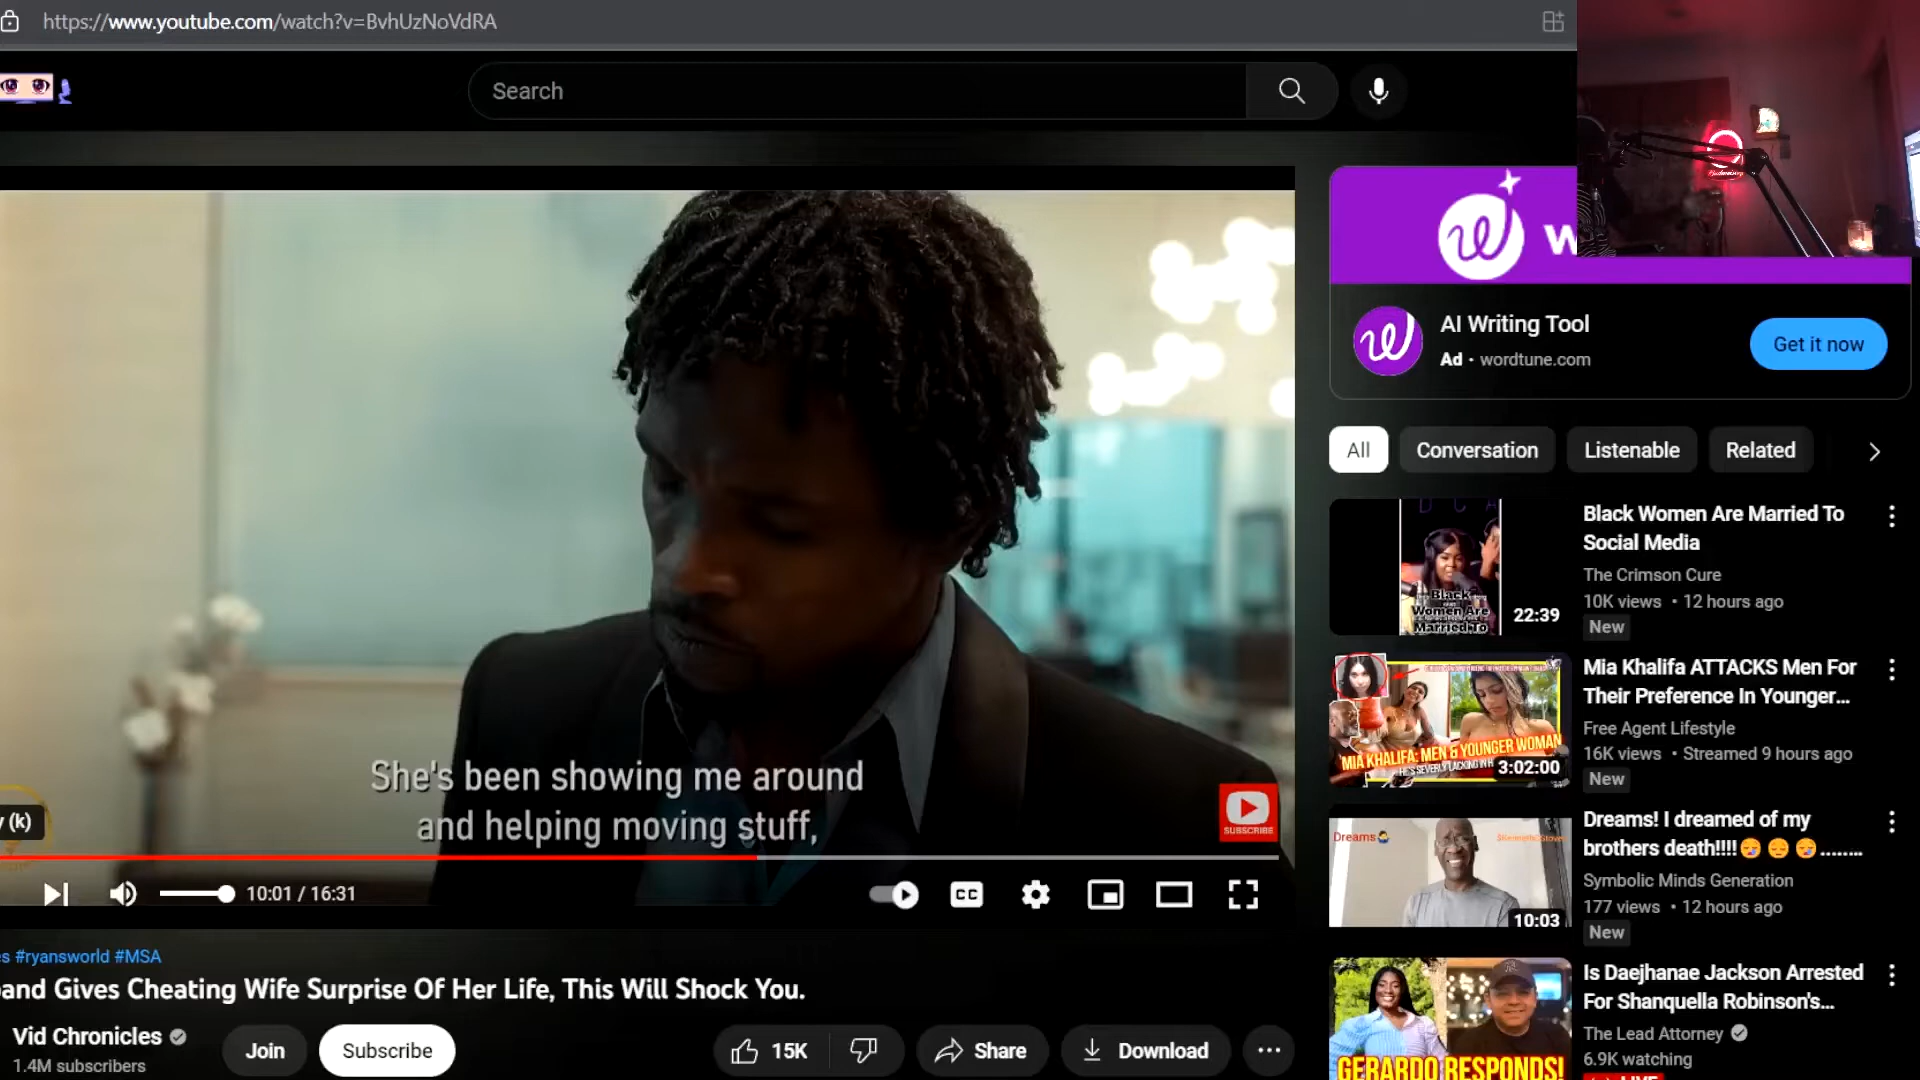 https://www.youtube.com/watch?v=BvhUzNoVdRA
Search
She's been showing me around
and helping moving stuff,
SUBSCRIBE
(k)
10:01 / 16:31
CC
#ryansworld #MSA
and Gives Cheating Wife Surprise Of Her Life, This Will Shock You.
Vid Chronicles
1.4M subscribers
Join
Subscribe
15K
Share
Download
AI Writing Tool
Ad • wordtune.com
Get it now
All
Conversation
Listenable
Related
Black
Women Are
Married To
22:39
Black Women Are Married To
Social Media
The Crimson Cure
10K views • 12 hours ago
New
MIA KHALIFA: MEN & YOUNGER WOMAN
3:02:00
Mia Khalifa ATTACKS Men For
Their Preference In Younger...
Free Agent Lifestyle
16K views • Streamed 9 hours ago
New
Dreams
10:03
Dreams! I dreamed of my
brothers death!!!!😪 😔 😪........
Symbolic Minds Generation
177 views • 12 hours ago
New
GERARDO RESPONDS!
Is Daejhanae Jackson Arrested
For Shanquella Robinson's...
The Lead Attorney
6.9K watching
LIVE